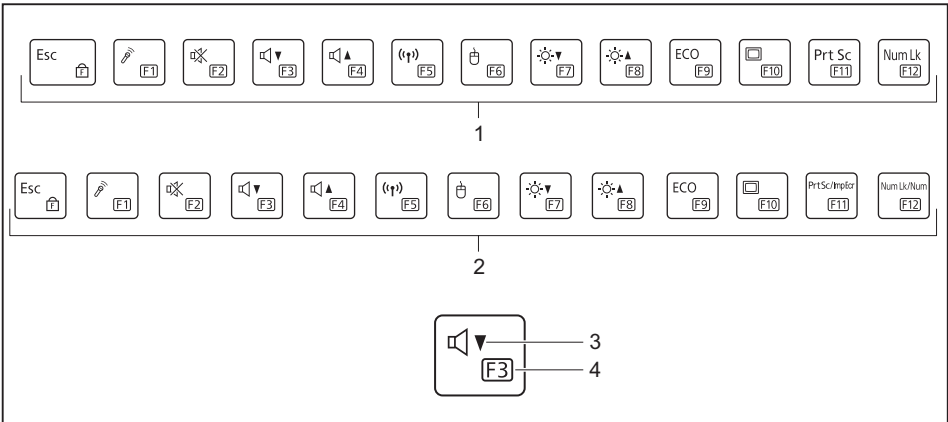 Esc F F1 F2 F3 F4 F5 F6 F7 F8 ECO F9 F10 Prt Sc F11 Num Lk F12
1
Esc F F1 F2 F3 F4 F5 F6 F7 F8 ECO F9 F10 PrtSc/ImpÉcr F11 Num Lk/Num F12
2
3
F3 4